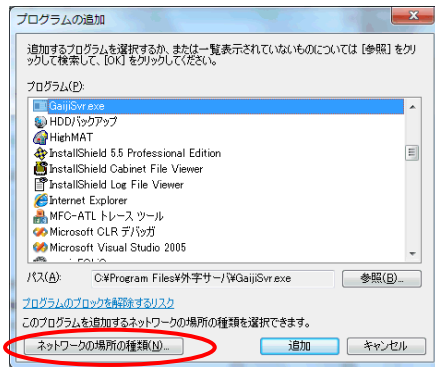 プログラムの追加
追加するプログラムを選択するか、または一覧表示されていないものについては [参照] をクリ
ックして検索して、[OK] をクリックしてください。
プログラム(P):
GaijiSvr.exe
HDDバックアップ
HighMAT
InstallShield 5.5 Professional Edition
InstallShield Cabinet File Viewer
InstallShield Log File Viewer
Internet Explorer
MFC-ATL トレース ツール
Microsoft CLR デバッガ
Microsoft Visual Studio 2005
パス(A): C:¥Program Files¥外字サーバ¥GaijiSvr.exe 参照(B)...
プログラムのブロックを解除するリスク
このプログラムを追加するネットワークの場所の種類を選択できます。
ネットワークの場所の種類(N)... 追加 キャンセル